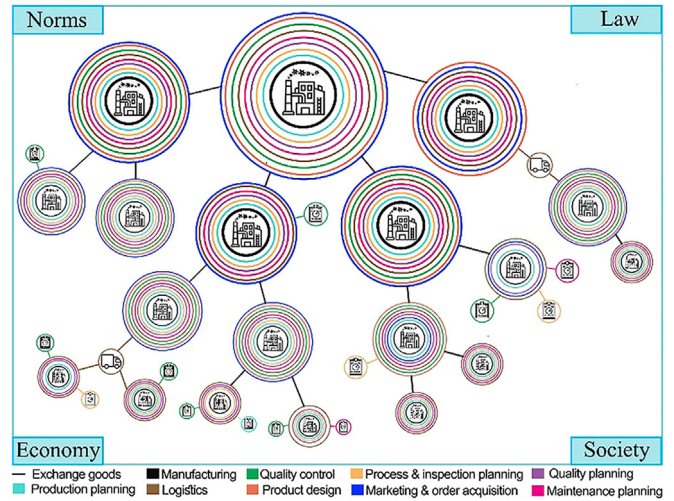 Norms
Law
Economy
Society
Exchange goods
Manufacturing
Quality control
Process & inspection planning
Quality planning
Production planning
Logistics
Product design
Marketing & order acquisition
Maintenance planning